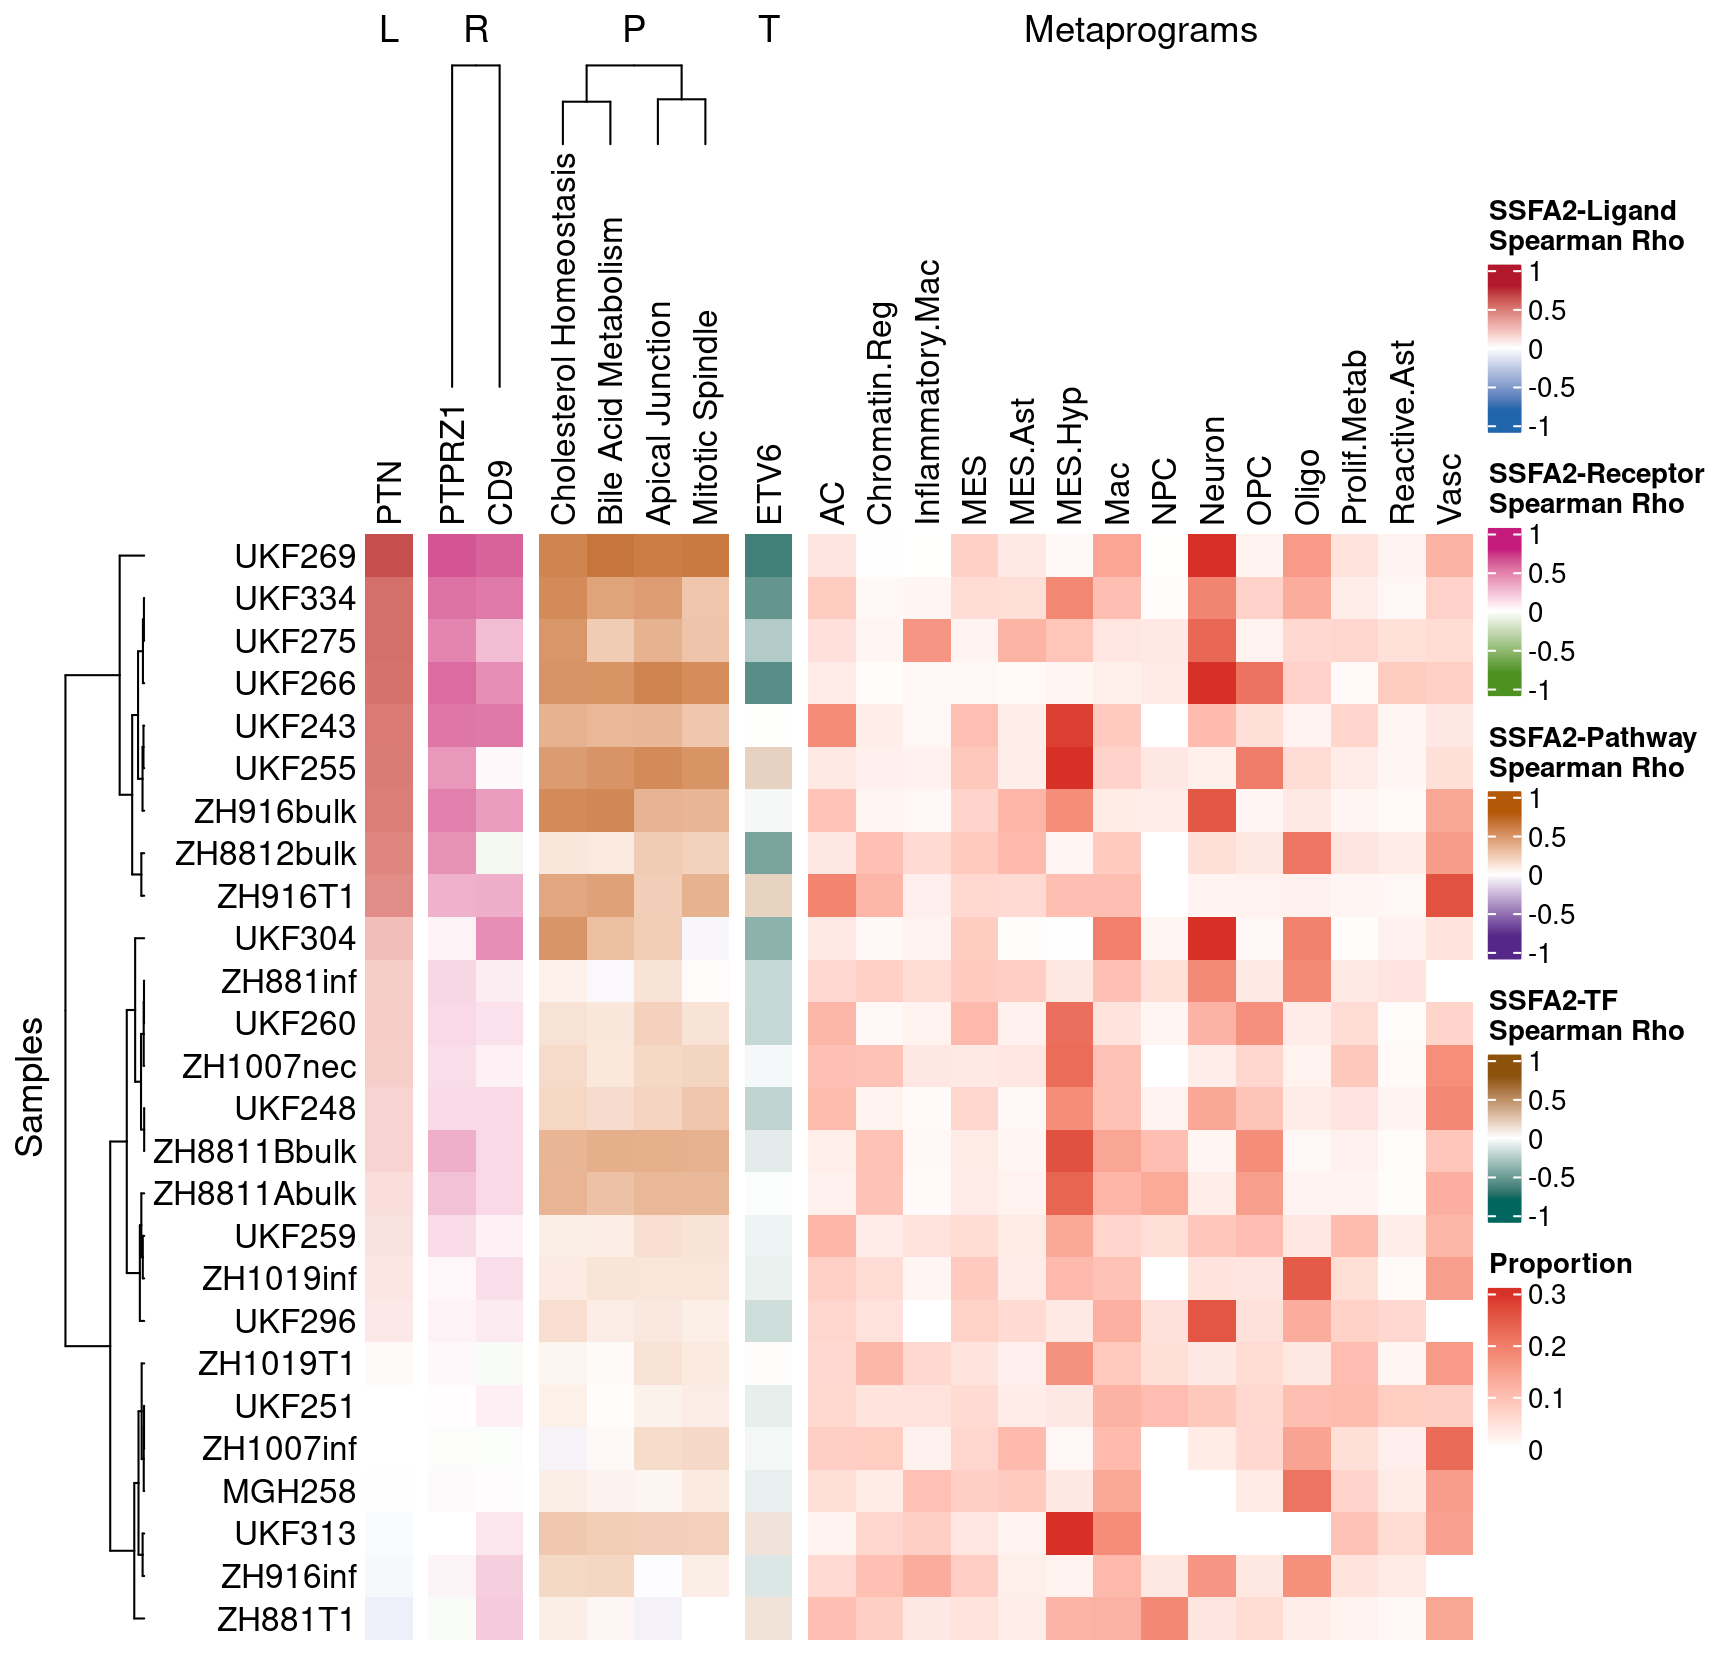 L R P T Metaprograms
PTN
PTPRZ1
CD9
Cholesterol Homeostasis
Bile Acid Metabolism
Apical Junction
Mitotic Spindle
ETV6
AC
Chromatin.Reg
Inflammatory.Mac
MES
MES.Ast
MES.Hyp
Mac
NPC
Neuron
OPC
Oligo
Prolif.Metab
Reactive.Ast
Vasc
Samples
UKF269
UKF334
UKF275
UKF266
UKF243
UKF255
ZH916bulk
ZH8812bulk
ZH916T1
UKF304
ZH881inf
UKF260
ZH1007nec
UKF248
ZH8811Bbulk
ZH8811Abulk
UKF259
ZH1019inf
UKF296
ZH1019T1
UKF251
ZH1007inf
MGH258
UKF313
ZH916inf
ZH881T1
SSFA2-Ligand
Spearman Rho
1
0.5
0
-0.5
-1
SSFA2-Receptor
Spearman Rho
1
0.5
0
-0.5
-1
SSFA2-Pathway
Spearman Rho
1
0.5
0
-0.5
-1
SSFA2-TF
Spearman Rho
1
0.5
0
-0.5
-1
Proportion
0.3
0.2
0.1
0